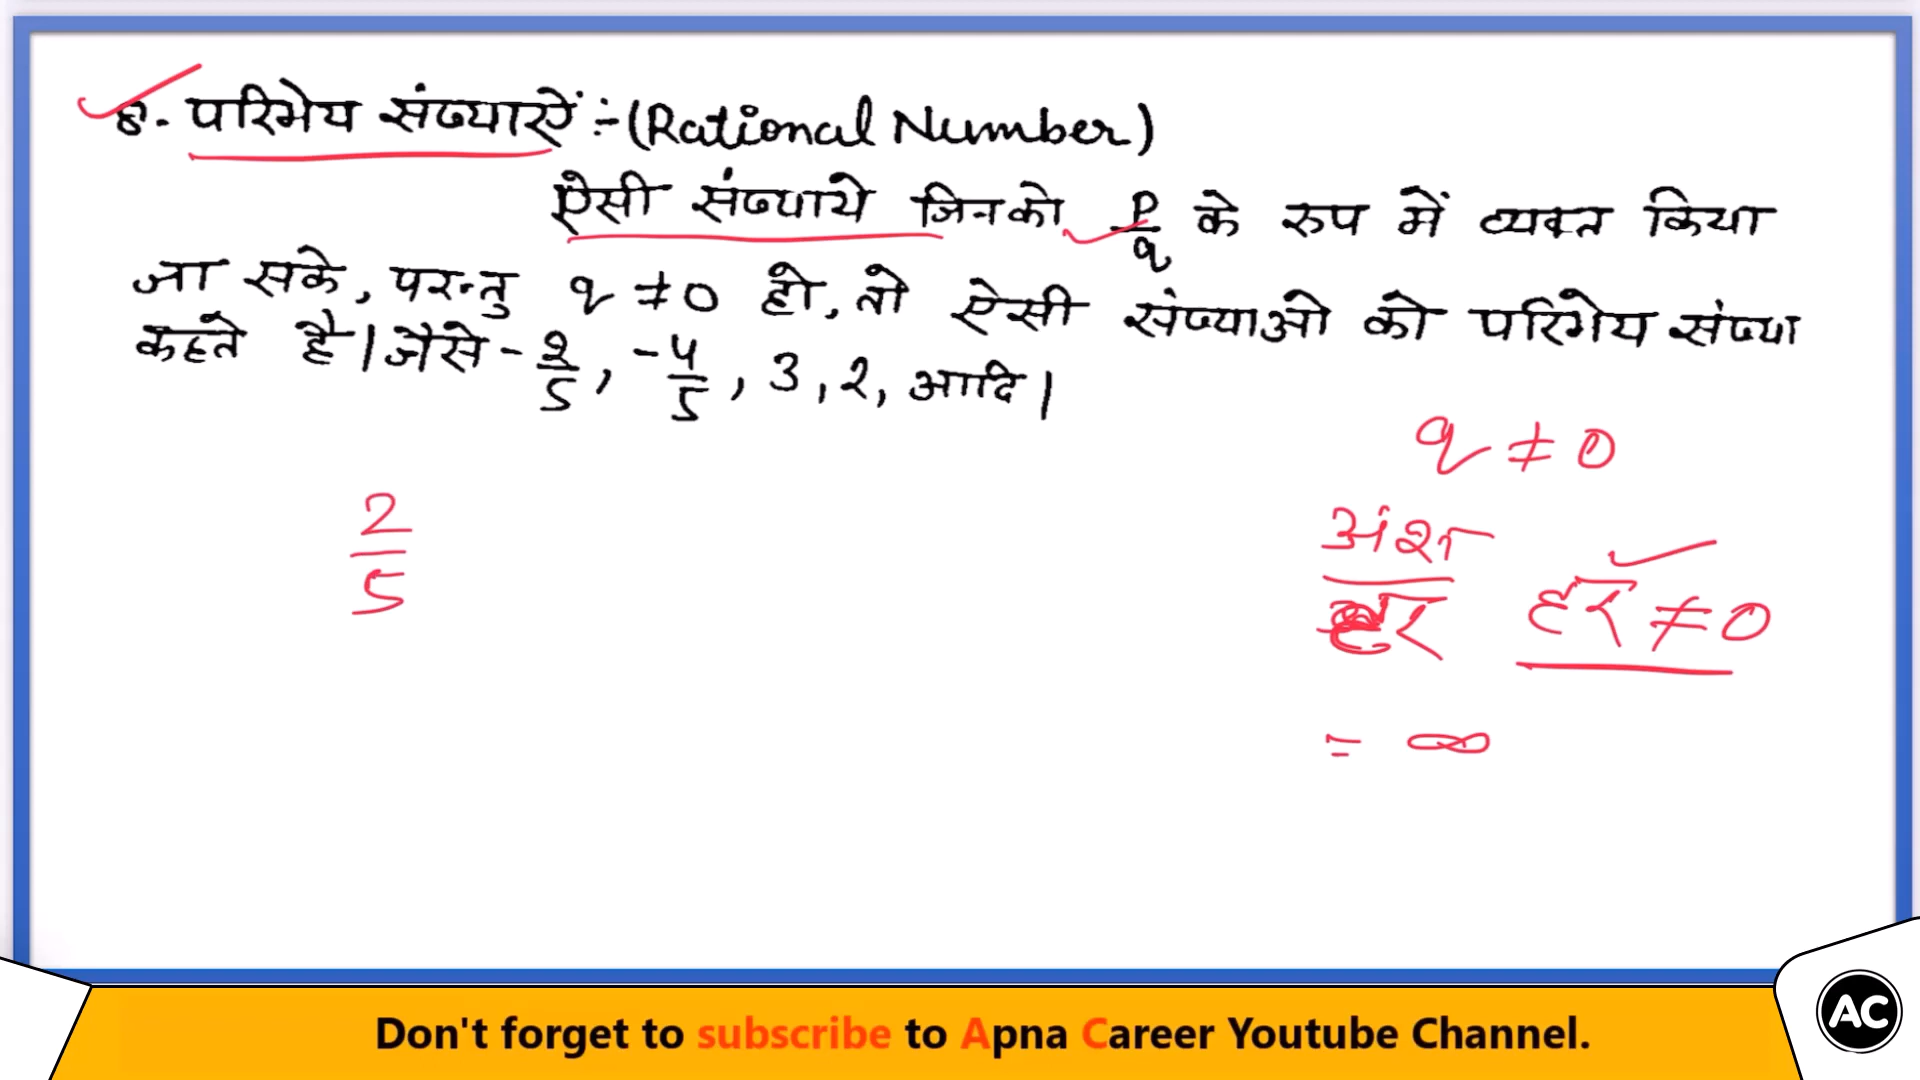 8. परिमेय संख्याऐं :- (Rational Number)
ऐसी संख्याये जिनको p/q के रुप में व्यक्त किया
जा सके, परन्तु q ≠ 0 हो, तो ऐसी संख्याओ को परिमेय संख्या
कहते है। जैसे - 2/5, -4/5, 3, 2, आदि।
q ≠ 0
2/5
अंश/हर
हर ≠ 0
= ∞
Don't forget to subscribe to Apna Career Youtube Channel.
AC